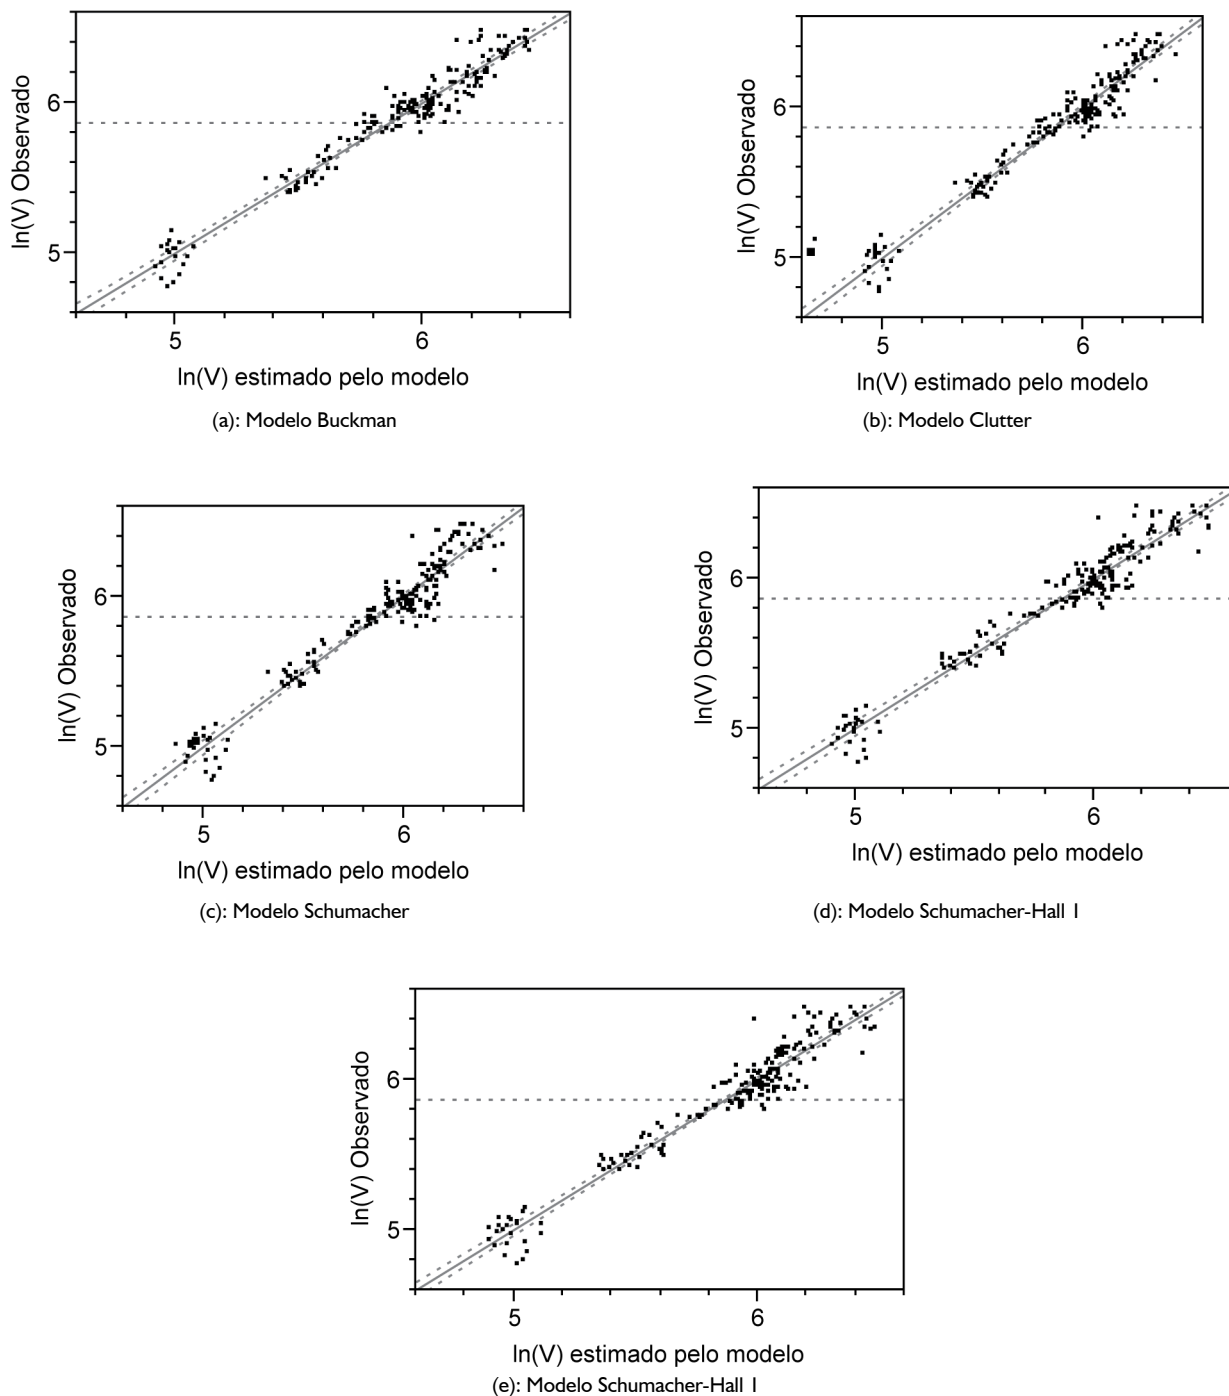 6
5
ln(V) Observado
5 6
ln(V) estimado pelo modelo
(a): Modelo Buckman
6
5
ln(V) Observado
5 6
ln(V) estimado pelo modelo
(b): Modelo Clutter
6
5
ln(V) Observado
5 6
ln(V) estimado pelo modelo
(c): Modelo Schumacher
6
5
ln(V) Observado
5 6
ln(V) estimado pelo modelo
(d): Modelo Schumacher-Hall I
6
5
ln(V) Observado
5 6
ln(V) estimado pelo modelo
(e): Modelo Schumacher-Hall I